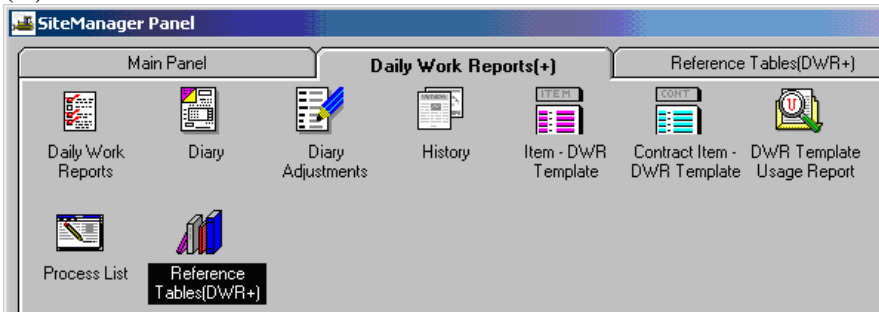 SiteManager Panel
Main Panel
Daily Work Reports(+)
Reference Tables(DWR+)
ITEM
CONT
U
Daily Work
Reports
Diary
Diary
Adjustments
History
Item - DWR
Template
Contract Item -
DWR Template
DWR Template
Usage Report
Process List
Reference
Tables(DWR+)